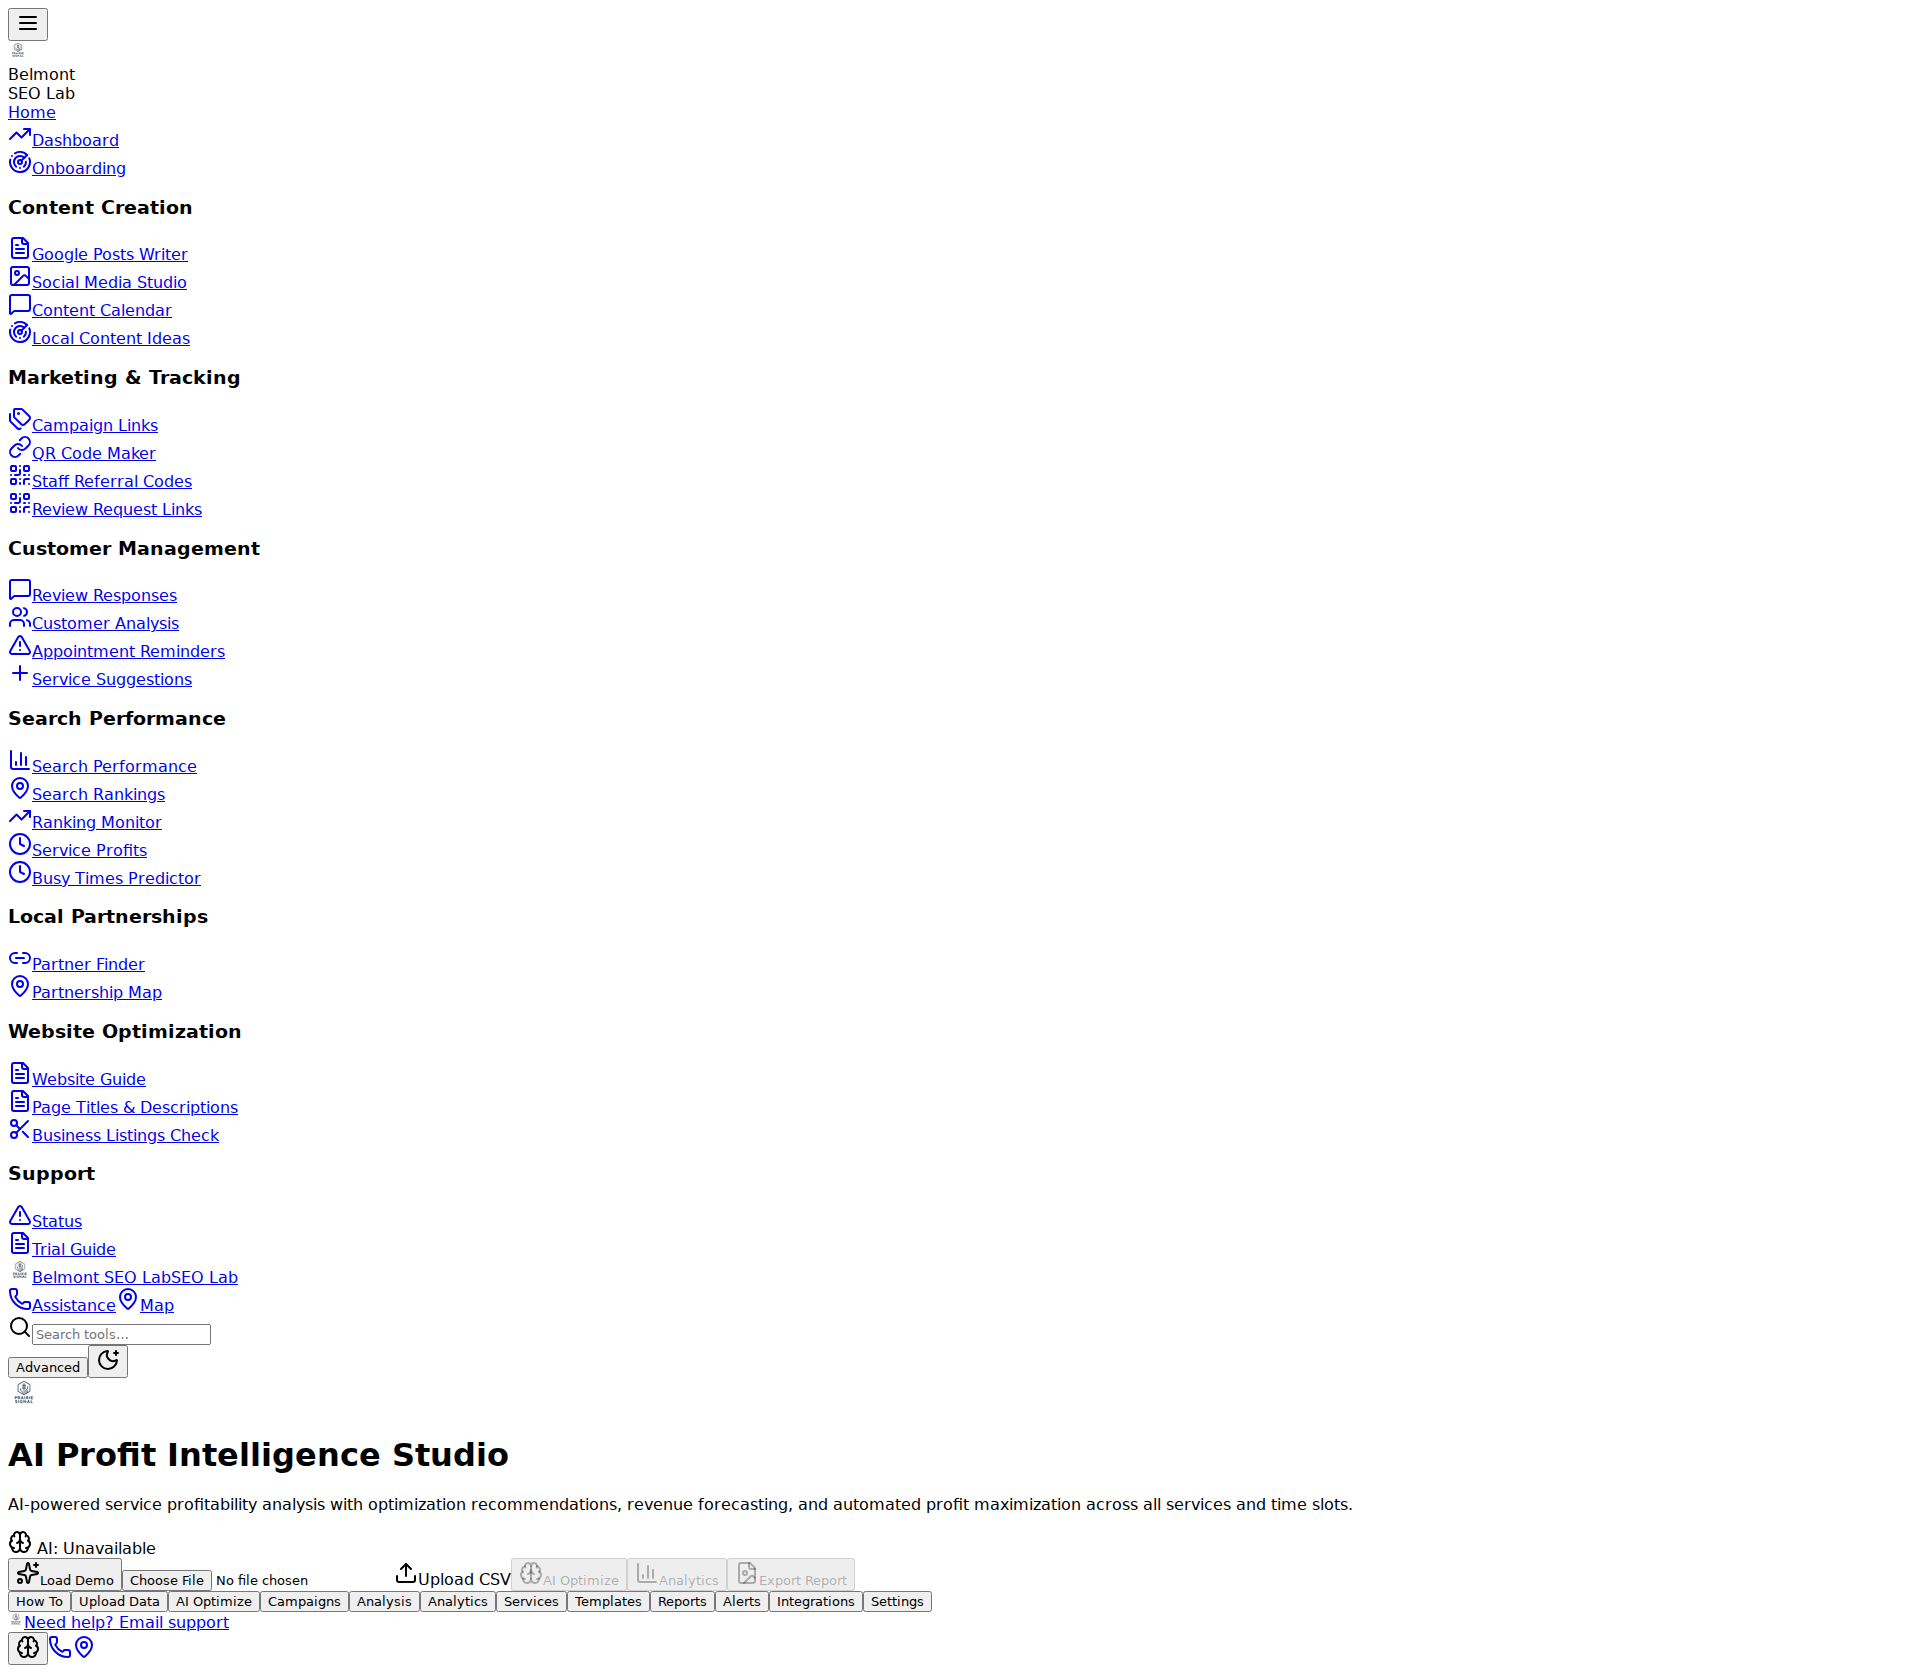 Belmont
SEO Lab
Home
Dashboard
Onboarding
Content Creation
Google Posts Writer
Social Media Studio
Content Calendar
Local Content Ideas
Marketing & Tracking
Campaign Links
QR Code Maker
Staff Referral Codes
Review Request Links
Customer Management
Review Responses
Customer Analysis
Appointment Reminders
Service Suggestions
Search Performance
Search Performance
Search Rankings
Ranking Monitor
Service Profits
Busy Times Predictor
Local Partnerships
Partner Finder
Partnership Map
Website Optimization
Website Guide
Page Titles & Descriptions
Business Listings Check
Support
Status
Trial Guide
Belmont SEO LabSEO Lab
Assistance Map
Search tools...
Advanced
PRAIRIE
SIGNAL
AI Profit Intelligence Studio
AI-powered service profitability analysis with optimization recommendations, revenue forecasting, and automated profit maximization across all services and time slots.
AI: Unavailable
Load Demo Choose File No file chosen Upload CSV AI Optimize Analytics Export Report
How To Upload Data AI Optimize Campaigns Analysis Analytics Services Templates Reports Alerts Integrations Settings
Need help? Email support